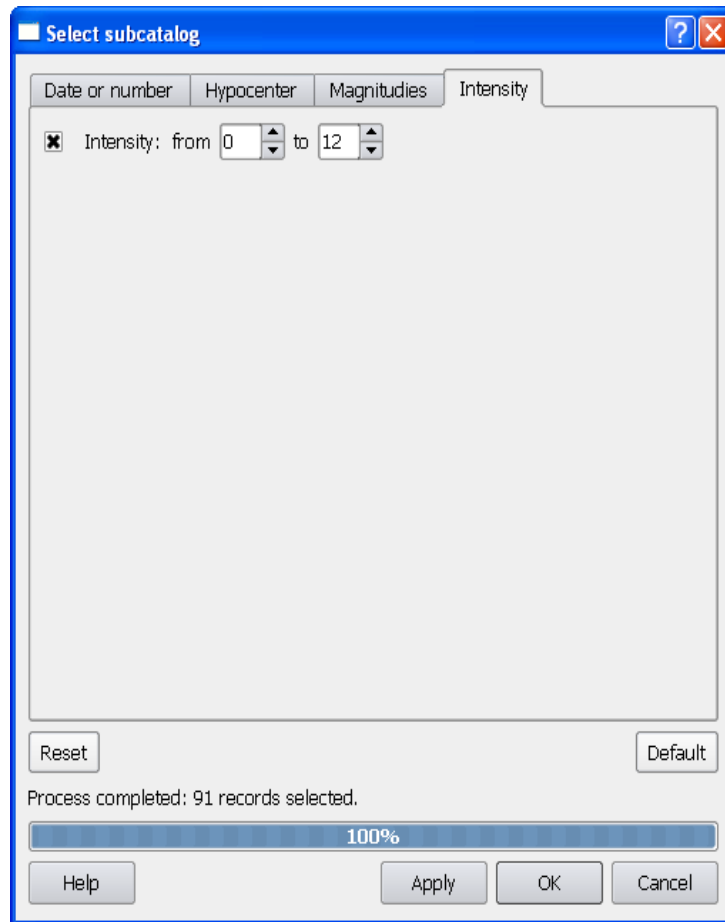 Select subcatalog
Date or number Hypocenter Magnitudies Intensity
Intensity: from 0 to 12
Reset Default
Process completed: 91 records selected.
100%
Help Apply OK Cancel